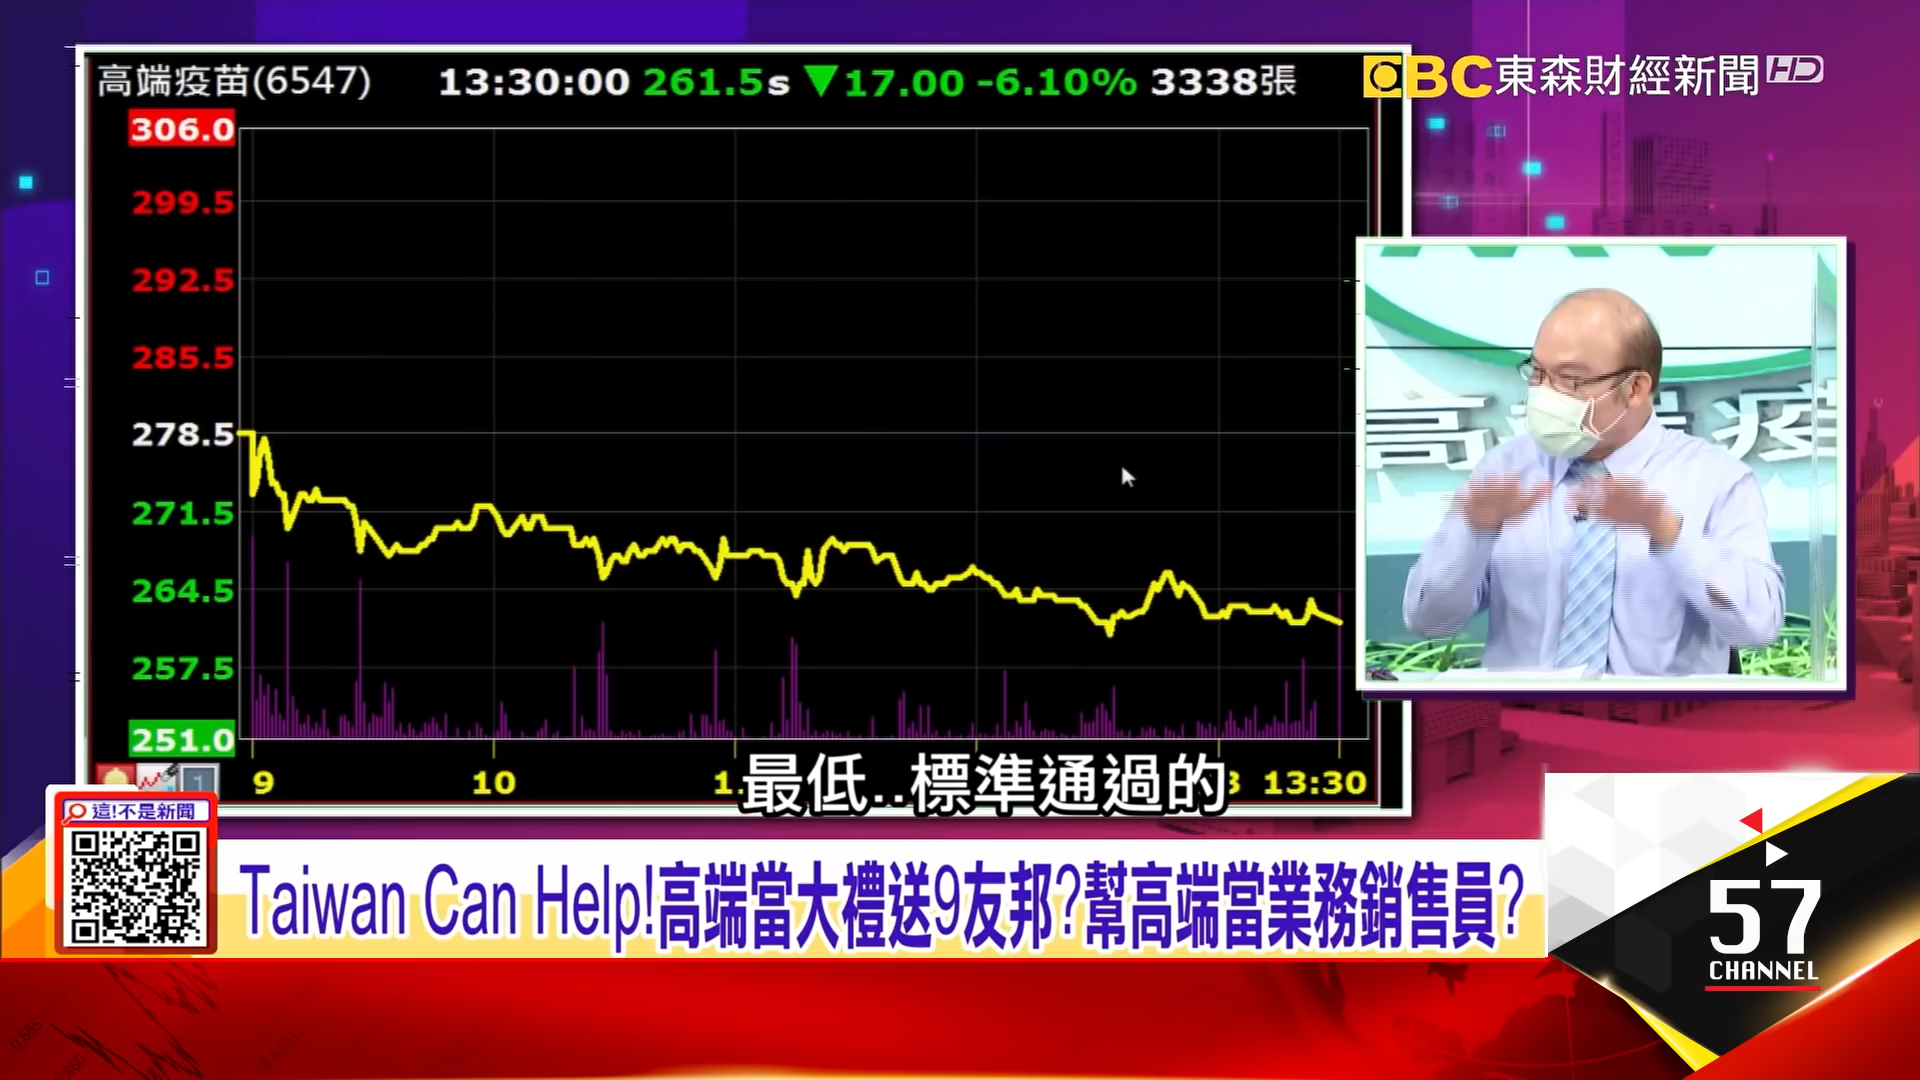 高端疫苗(6547) 13:30:00 261.5s ▼17.00 -6.10% 3338張
EBC東森財經新聞HD
306.0
299.5
292.5
285.5
278.5
271.5
264.5
257.5
251.0
高端疫
1
9 10 13:30
最低..標準通過的
這!不是新聞
Taiwan Can Help!高端當大禮送9友邦?幫高端當業務銷售員?
57
CHANNEL